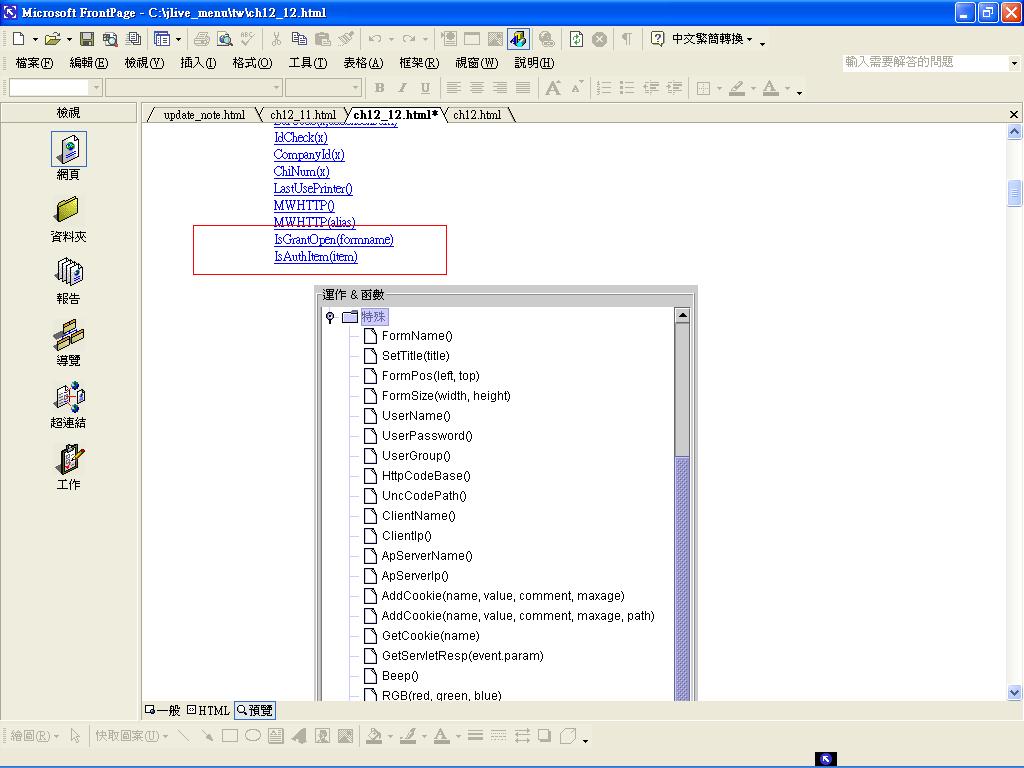 Microsoft FrontPage - C:\jlive_menu\tw\ch12_12.html
中文繁簡轉換
檔案(F) 編輯(E) 檢視(V) 插入(I) 格式(O) 工具(T) 表格(A) 框架(R) 視窗(W) 說明(H) 輸入需要解答的問題
B I U
檢視
update_note.html ch12_11.html ch12_12.html* ch12.html
網頁
資料夾
報告
導覽
超連結
工作
IdCheck(x)
CompanyId(x)
ChiNum(x)
LastUsePrinter()
MWHTTP()
MWHTTP(alias)
IsGrantOpen(formname)
IsAuthItem(item)
運作 & 函數
特殊
FormName()
SetTitle(title)
FormPos(left, top)
FormSize(width, height)
UserName()
UserPassword()
UserGroup()
HttpCodeBase()
UncCodePath()
ClientName()
ClientIp()
ApServerName()
ApServerIp()
AddCookie(name, value, comment, maxage)
AddCookie(name, value, comment, maxage, path)
GetCookie(name)
GetServletResp(event.param)
Beep()
RGB(red, green, blue)
一般 HTML 預覽
繪圖(R) 快取圖案(U)